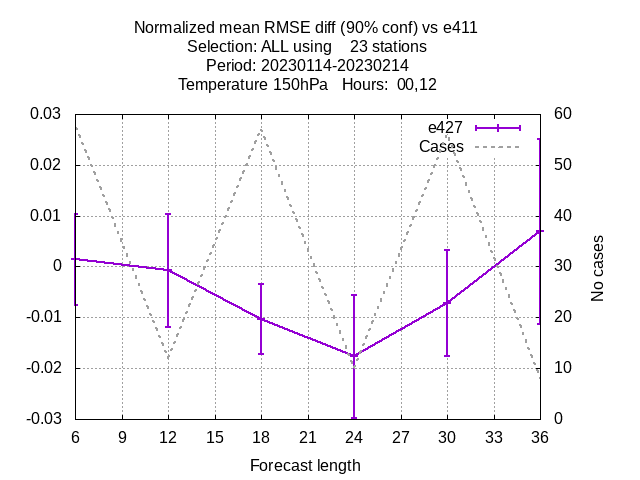 Normalized mean RMSE diff (90% conf) vs e411
Selection: ALL using    23 stations
Period: 20230114-20230214
Temperature 150hPa   Hours:  00,12
0.03
0.02
0.01
0
-0.01
-0.02
-0.03
60
50
40
30
20
10
0
e427
Cases
No cases
6 9 12 15 18 21 24 27 30 33 36
Forecast length